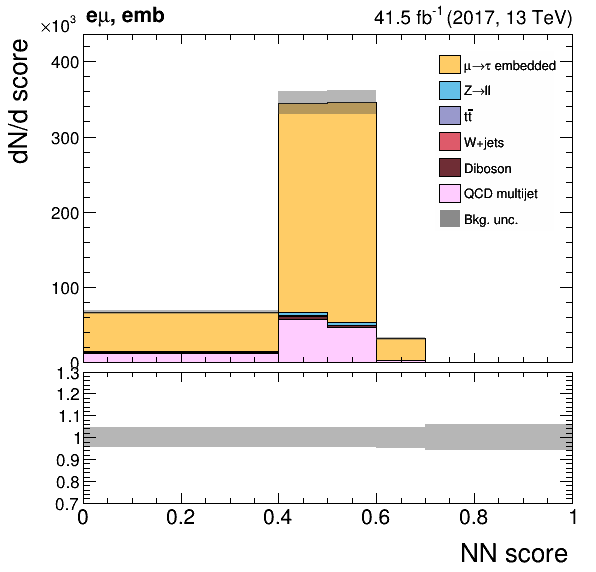 ×10³ eμ, emb 41.5 fb⁻¹ (2017, 13 TeV)
dN/d score
400
300
200
100
0
μ→τ embedded
Z→ll
tt̄
W+jets
Diboson
QCD multijet
Bkg. unc.
1.3
1.2
1.1
1
0.9
0.8
0.7
0 0.2 0.4 0.6 0.8 1
NN score